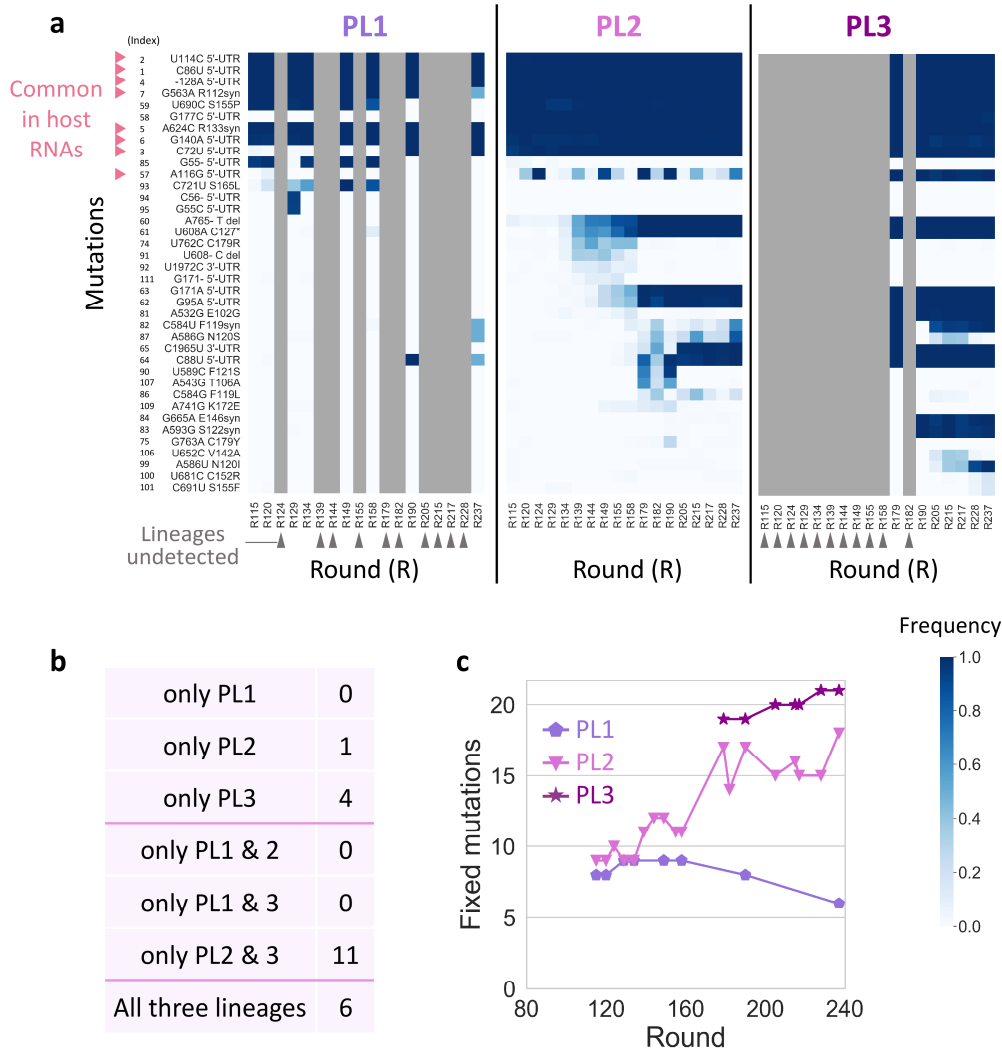 a
PL1
PL2
PL3
(Index)
Common
in host
RNAs
Mutations
2 U114C 5'-UTR
1 C86U 5'-UTR
4 -128A 5'-UTR
7 G563A R112syn
59 U690C S155P
58 G177C 5'-UTR
5 A624C R133syn
6 G140A 5'-UTR
3 C72U 5'-UTR
85 G55- 5'-UTR
57 A116G 5'-UTR
93 C721U S165L
94 C56- 5'-UTR
95 G55C 5'-UTR
60 A765- T del
61 U608A C127*
74 U762C C179R
91 U608- C del
92 U1972C 3'-UTR
111 G171- 5'-UTR
63 G171A 5'-UTR
62 G95A 5'-UTR
81 A532G E102G
82 C584U F119syn
87 A586G N120S
65 C1965U 3'-UTR
64 C88U 5'-UTR
90 U589C F121S
107 A543G T106A
86 C584G F119L
109 A741G K172E
84 G665A E146syn
83 A593G S122syn
75 G763A C179Y
106 U652C V142A
99 A586U N120I
100 U681C C152R
101 C691U S155F
R115 R120 R124 R129 R134 R139 R144 R149 R155 R158 R179 R182 R190 R205 R215 R217 R228 R237
R115 R120 R124 R129 R134 R139 R144 R149 R155 R158 R179 R182 R190 R205 R215 R217 R228 R237
R115 R120 R124 R129 R134 R139 R144 R149 R155 R158 R179 R182 R190 R205 R215 R217 R228 R237
Lineages
undetected
Round (R)
Round (R)
Round (R)
b
only PL1 0
only PL2 1
only PL3 4
only PL1 & 2 0
only PL1 & 3 0
only PL2 & 3 11
All three lineages 6
c
Fixed mutations
20
15
10
5
0
PL1
PL2
PL3
80 120 160 200 240
Round
Frequency
1.0
0.8
0.6
0.4
0.2
0.0